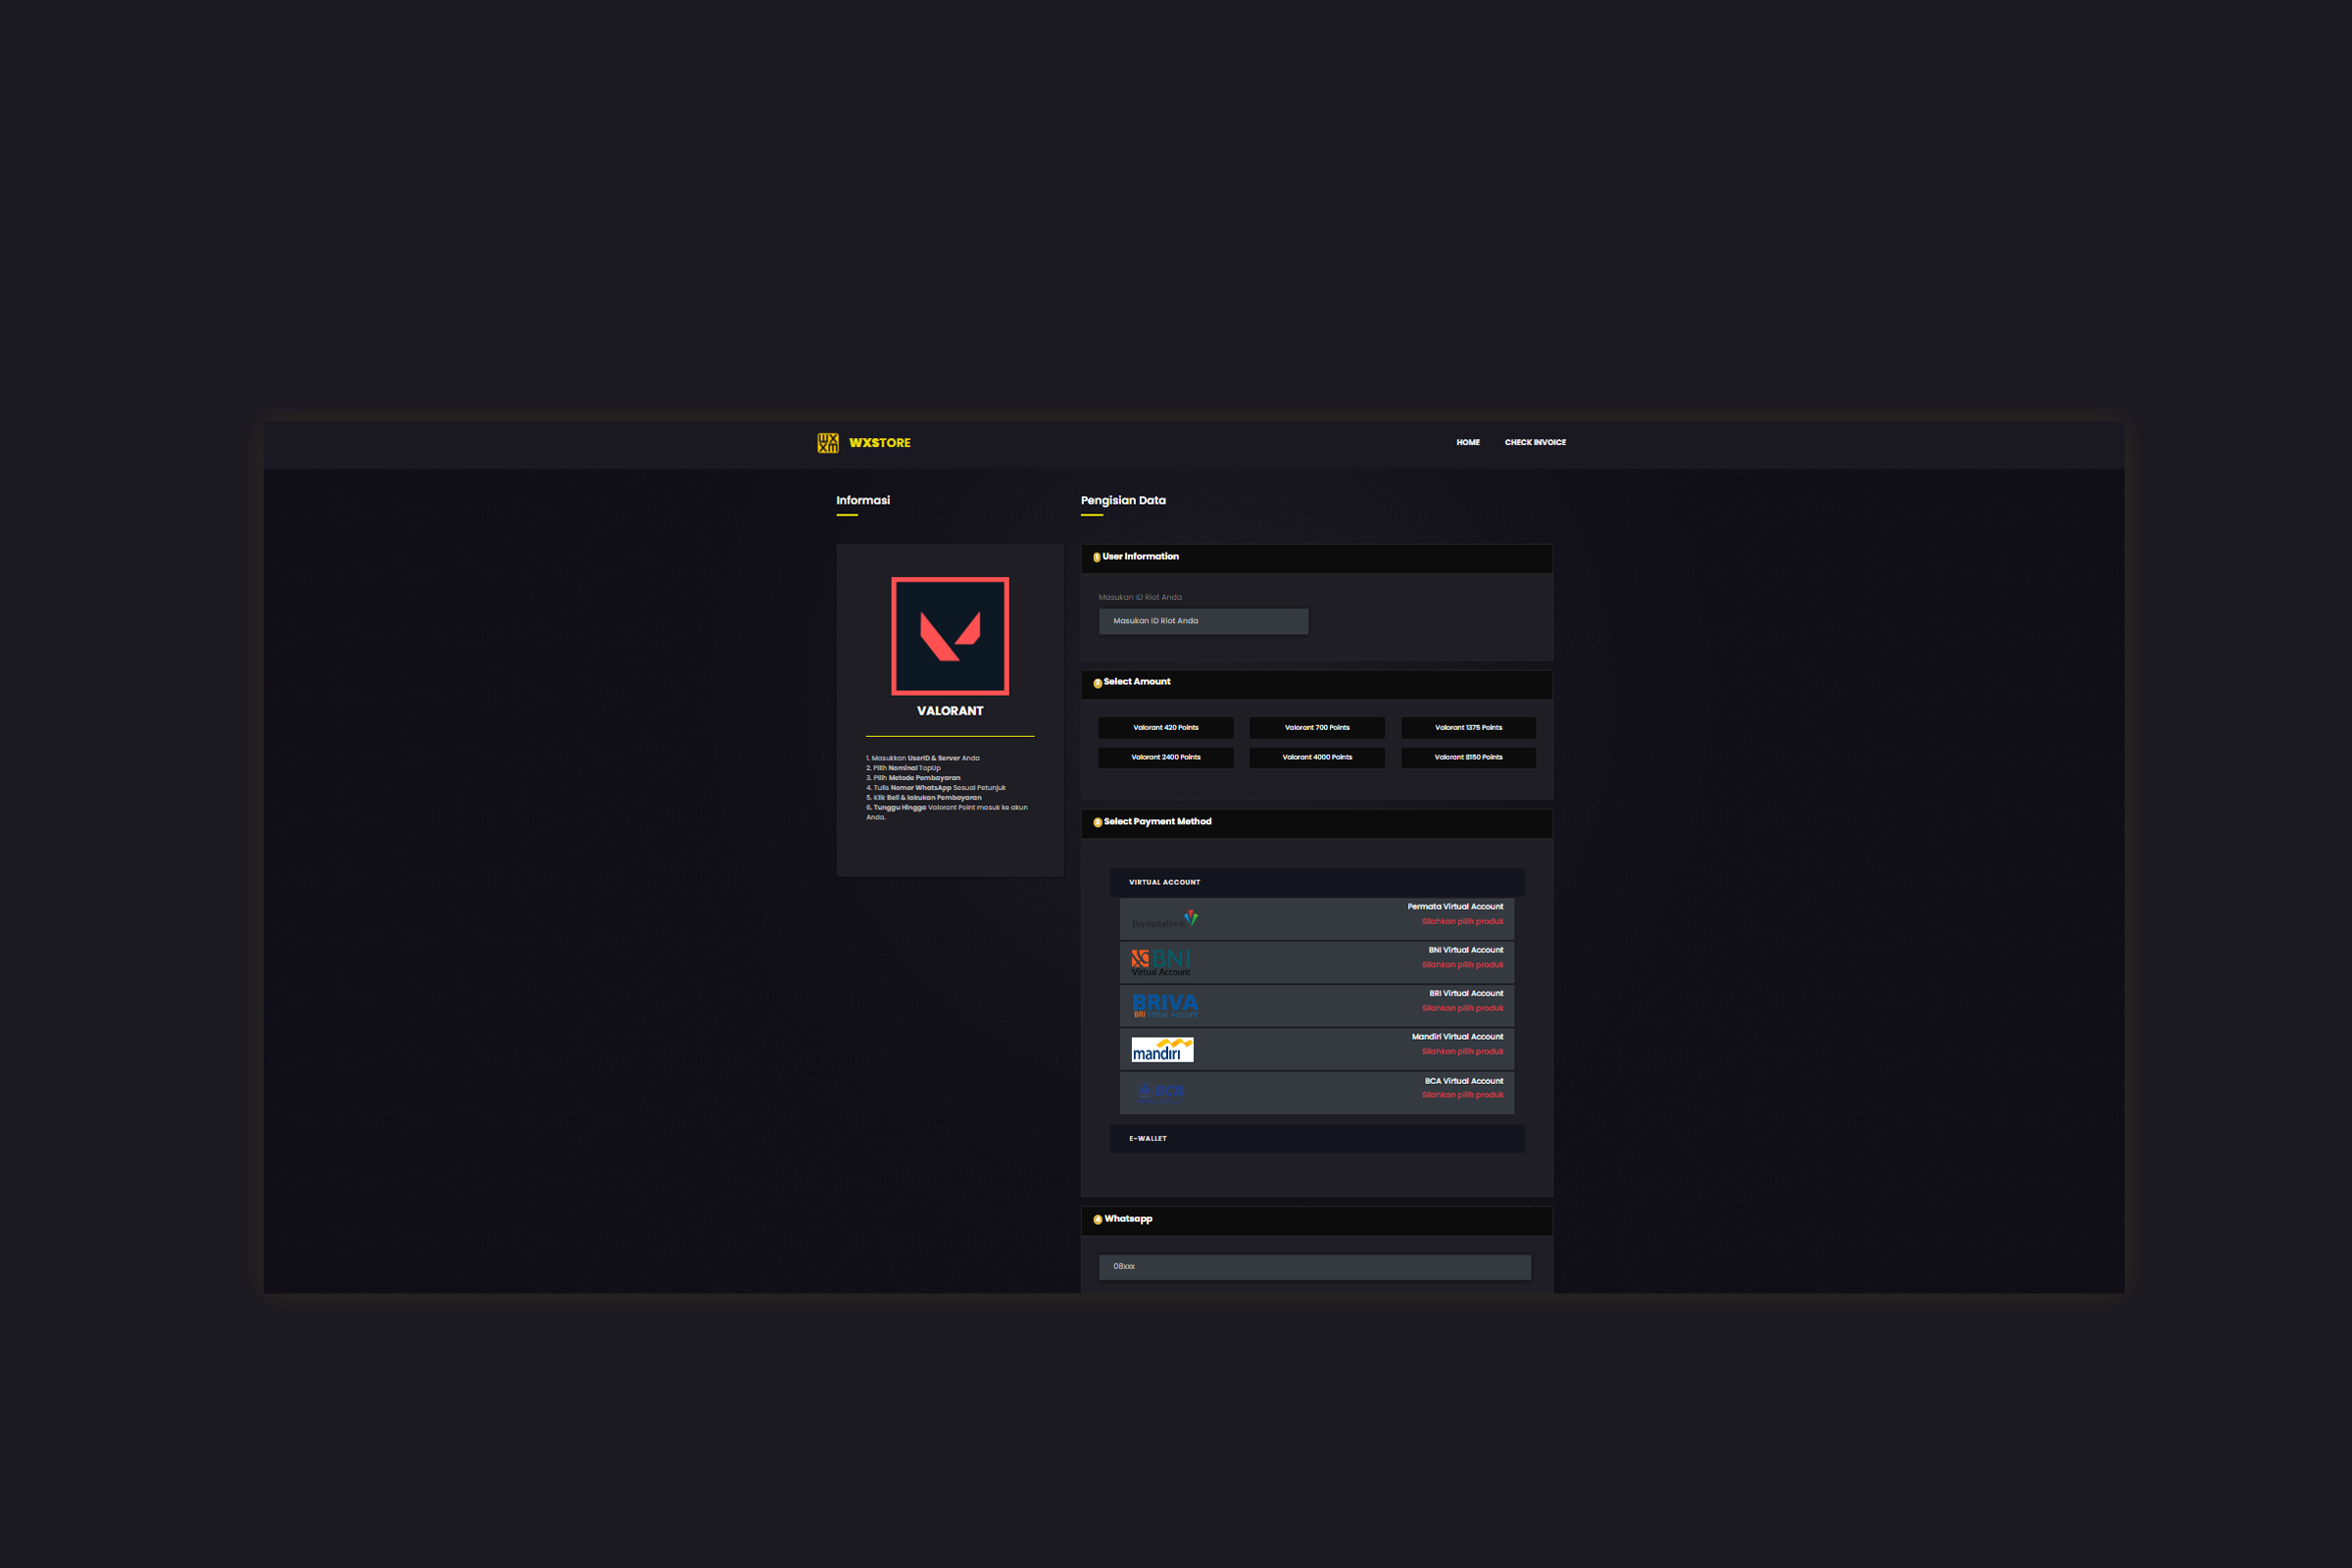 WXSTORE
HOME
CHECK INVOICE
Informasi
VALORANT
1. Masukkan UserID & Server Anda
2. Pilih Nominal TopUp
3. Pilih Metode Pembayaran
4. Tulis Nomor WhatsApp Sesuai Petunjuk
5. Klik Beli & lakukan Pembayaran
6. Tunggu Hingga Valorant Point masuk ke akun
Anda.
Pengisian Data
1 User Information
Masukan ID Riot Anda
Masukan ID Riot Anda
2 Select Amount
Valorant 420 Points
Valorant 700 Points
Valorant 1375 Points
Valorant 2400 Points
Valorant 4000 Points
Valorant 8150 Points
3 Select Payment Method
VIRTUAL ACCOUNT
PermataBank
Permata Virtual Account
Silahkan pilih produk
BNI
Virtual Account
BNI Virtual Account
Silahkan pilih produk
BRIVA
BRI Virtual Account
BRI Virtual Account
Silahkan pilih produk
mandiri
Mandiri Virtual Account
Silahkan pilih produk
BCA
BCA Virtual Account
Silahkan pilih produk
E-WALLET
4 Whatsapp
08xxx